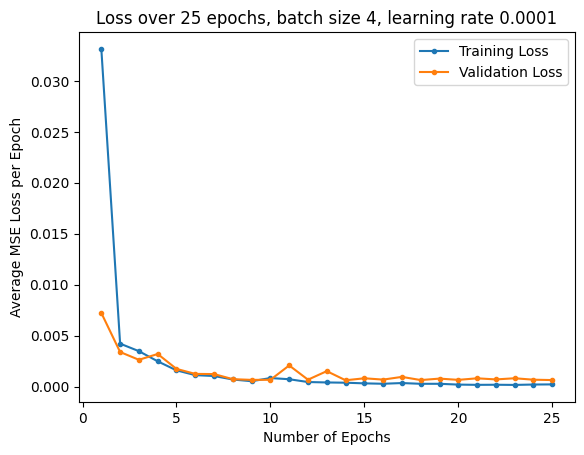 Loss over 25 epochs, batch size 4, learning rate 0.0001
Training Loss
Validation Loss
Average MSE Loss per Epoch
0.030
0.025
0.020
0.015
0.010
0.005
0.000
0 5 10 15 20 25
Number of Epochs